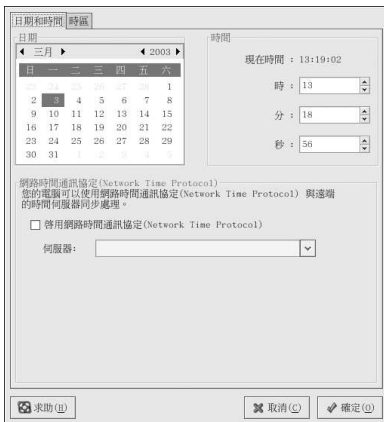 日期和時間 時區
日期
三月 2003
日 一 二 三 四 五 六
1
2 3 4 5 6 7 8
9 10 11 12 13 14 15
16 17 18 19 20 21 22
23 24 25 26 27 28 29
30 31 1 2 3 4 5
時間
現在時間 : 13:19:02
時 : 13
分 : 18
秒 : 56
網路時間通訊協定(Network Time Protocol)
您的電腦可以使用網路時間通訊協定(Network Time Protocol) 與遠端
的時間伺服器同步處理。
啓用網路時間通訊協定(Network Time Protocol)
伺服器:
求助(H) 取消(C) 確定(O)